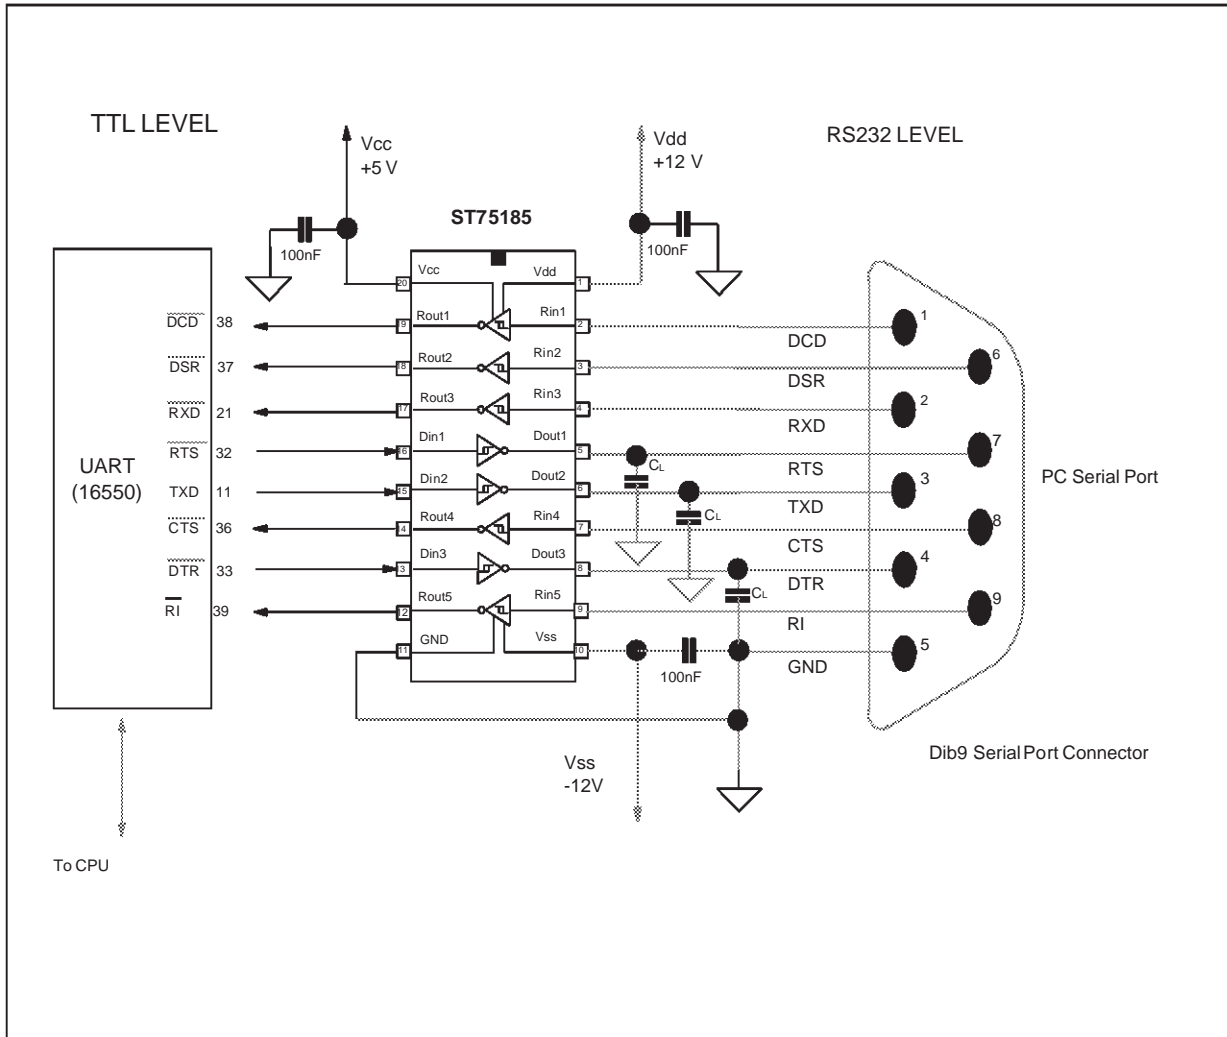 TTL LEVEL
RS232 LEVEL
Vcc
+5 V
Vdd
+12 V
ST75185
100nF
100nF
Vcc
Vdd
20
1
DCD 38
Rout1
19
Rin1
2
DCD
1
DSR 37
Rout2
18
Rin2
3
DSR
6
RXD 21
Rout3
17
Rin3
4
RXD
2
RTS 32
Din1
16
Dout1
5
CL
RTS
7
UART
(16550)
TXD 11
Din2
15
Dout2
6
CL
TXD
3
PC Serial Port
CTS 36
Rout4
14
Rin4
7
CTS
8
DTR 33
Din3
3
Dout3
8
CL
DTR
4
RI 39
Rout5
12
Rin5
9
RI
9
GND
11
Vss
10
100nF
GND
5
Vss
-12V
Dib9 Serial Port Connector
To CPU